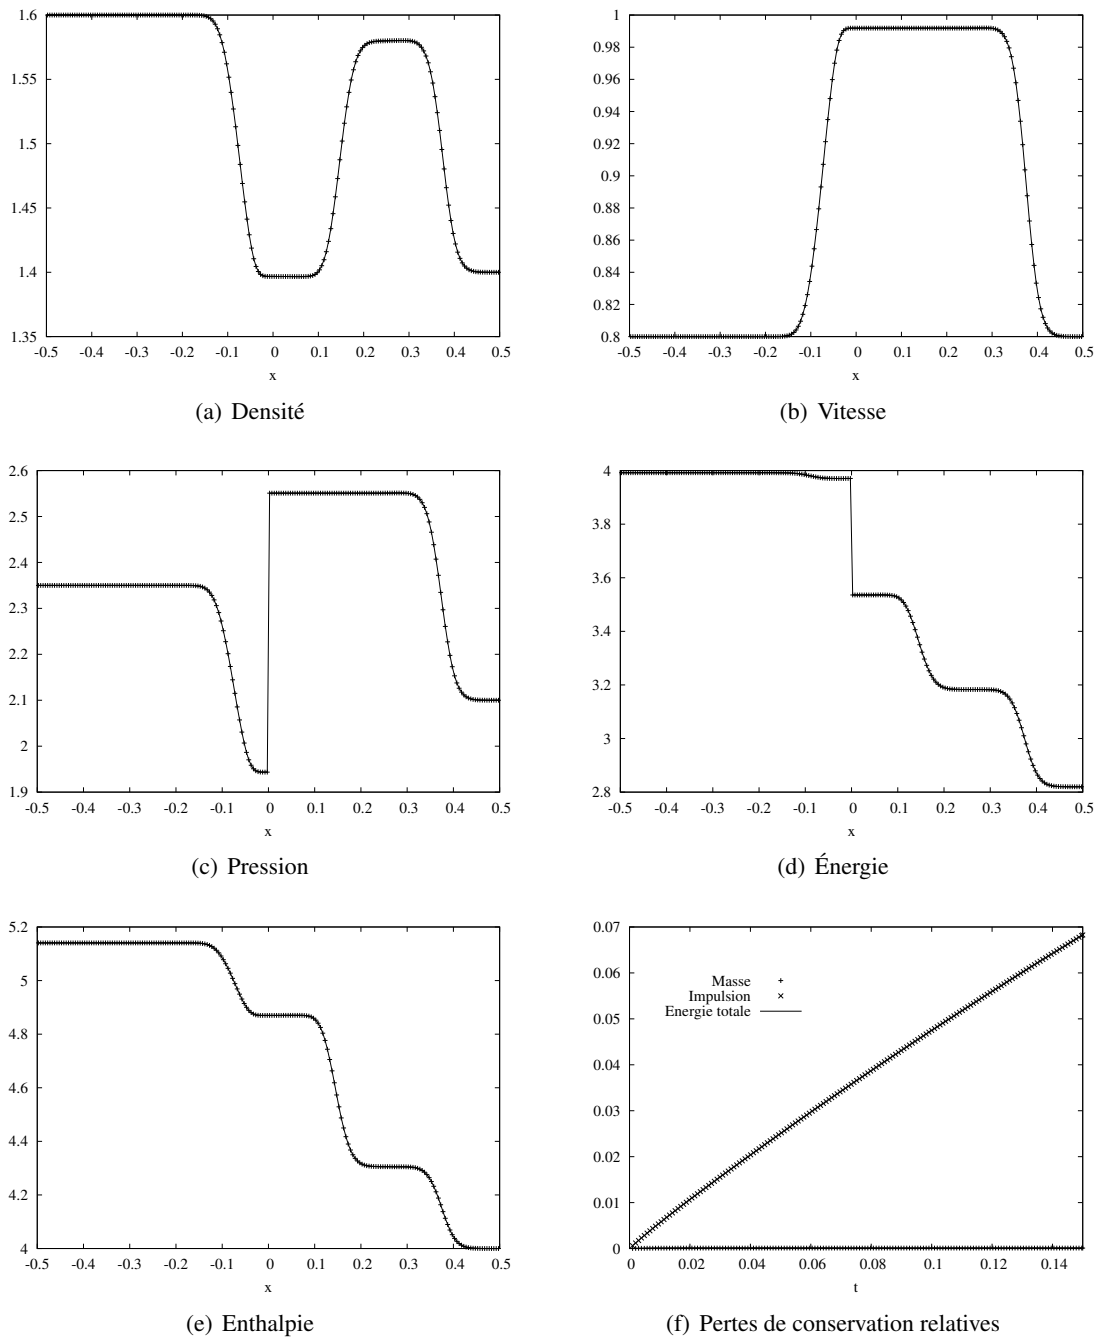 1.6
1.55
1.5
1.45
1.4
1.35
-0.5 -0.4 -0.3 -0.2 -0.1 0 0.1 0.2 0.3 0.4 0.5
x
(a) Densité
1
0.98
0.96
0.94
0.92
0.9
0.88
0.86
0.84
0.82
0.8
-0.5 -0.4 -0.3 -0.2 -0.1 0 0.1 0.2 0.3 0.4 0.5
x
(b) Vitesse
2.6
2.5
2.4
2.3
2.2
2.1
2
1.9
-0.5 -0.4 -0.3 -0.2 -0.1 0 0.1 0.2 0.3 0.4 0.5
x
(c) Pression
4
3.8
3.6
3.4
3.2
3
2.8
-0.5 -0.4 -0.3 -0.2 -0.1 0 0.1 0.2 0.3 0.4 0.5
x
(d) Énergie
5.2
5
4.8
4.6
4.4
4.2
4
-0.5 -0.4 -0.3 -0.2 -0.1 0 0.1 0.2 0.3 0.4 0.5
x
(e) Enthalpie
0.07
0.06
0.05
0.04
0.03
0.02
0.01
0
Masse
Impulsion
Energie totale
0 0.02 0.04 0.06 0.08 0.1 0.12 0.14
t
(f) Pertes de conservation relatives